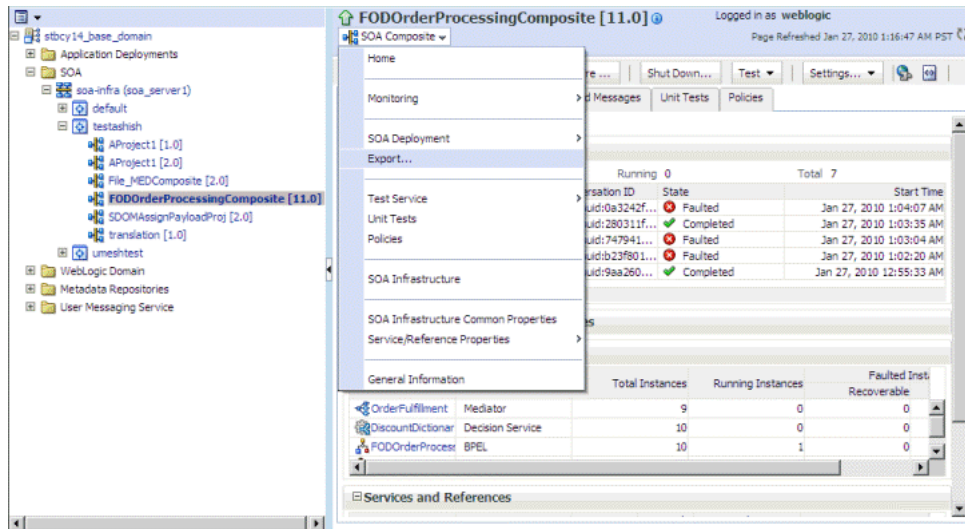 stbcy14_base_domain
Application Deployments
SOA
soa-infra (soa_server1)
default
testashish
AProject1 [1.0]
AProject1 [2.0]
File_MEDComposite [2.0]
FODOrderProcessingComposite [11.0]
SDOMAssignPayloadProj [2.0]
translation [1.0]
umeshtest
WebLogic Domain
Metadata Repositories
User Messaging Service
FODOrderProcessingComposite [11.0]
Logged in as weblogic
SOA Composite
Page Refreshed Jan 27, 2010 1:16:47 AM PST
Home
Monitoring
SOA Deployment
Export...
Test Service
Unit Tests
Policies
SOA Infrastructure
SOA Infrastructure Common Properties
Service/Reference Properties
General Information
re ... Shut Down... Test Settings...
d Messages Unit Tests Policies
Running 0 Total 7
ersation ID State Start Time
uid:0a3242f... Faulted Jan 27, 2010 1:04:07 AM
uid:280311f... Completed Jan 27, 2010 1:03:35 AM
uid:747941... Faulted Jan 27, 2010 1:03:04 AM
uid:b23f801... Faulted Jan 27, 2010 1:02:20 AM
uid:9aa260... Completed Jan 27, 2010 12:55:33 AM
es
Total Instances Running Instances Faulted Inst
Recoverable
OrderFulfillment Mediator 9 0 0
DiscountDictionar Decision Service 10 0 0
FODOrderProcess BPEL 10 1 0
Services and References